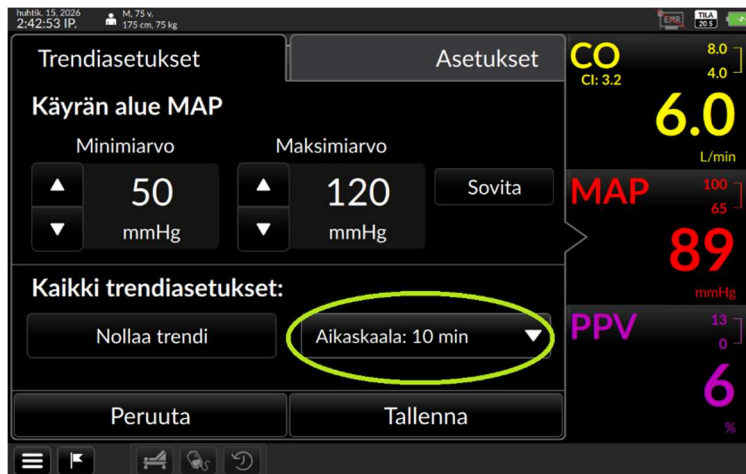 huhtik. 15, 2026
2:42:53 IP.
M, 75 v.
175 cm, 75 kg
EMR
TILA
20 S
Trendiasetukset
Asetukset
Käyrän alue MAP
Minimiarvo
Maksimiarvo
50
mmHg
120
mmHg
Sovita
Kaikki trendiasetukset:
Nollaa trendi
Aikaskaala: 10 min
Peruuta
Tallenna
CO
CI: 3.2
8.0
4.0
6.0
L/min
MAP
100
65
89
mmHg
PPV
13
0
6
%